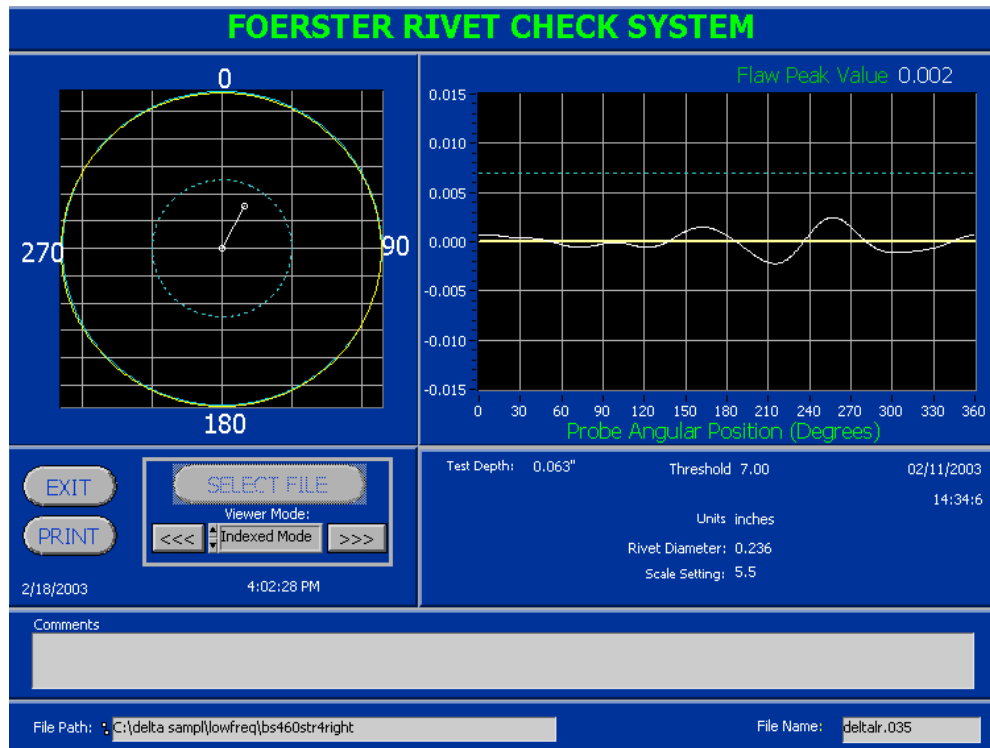 FOERSTER RIVET CHECK SYSTEM
0
270
90
180
Flaw Peak Value 0.002
0.015
0.010
0.005
0.000
-0.005
-0.010
-0.015
0 30 60 90 120 150 180 210 240 270 300 330 360
Probe Angular Position (Degrees)
EXIT
PRINT
SELECT FILE
Viewer Mode:
<<< Indexed Mode >>>
2/18/2003 4:02:28 PM
Test Depth: 0.063" Threshold 7.00 02/11/2003
14:34:6
Units inches
Rivet Diameter: 0.236
Scale Setting: 5.5
Comments
File Path: C:\delta sampl\lowfreq\bs460str4right
File Name: deltalr.035